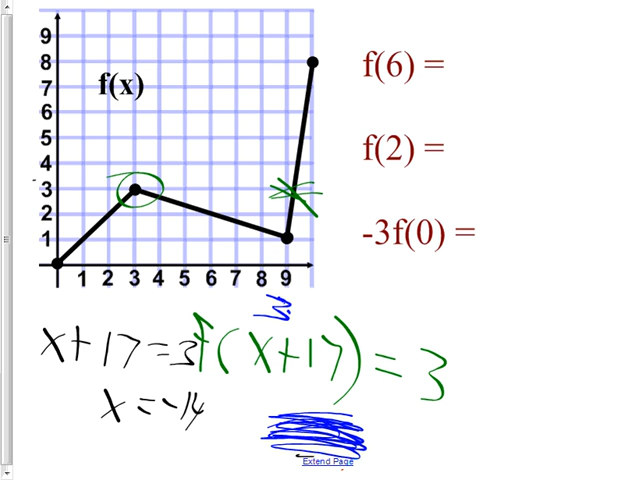 9
8
7
6
5
4
3
2
1
f(x)
1 2 3 4 5 6 7 8 9
f(6) =
f(2) =
-3f(0) =
x+17=3
f(x+17)=3
x=-14
Extend Page